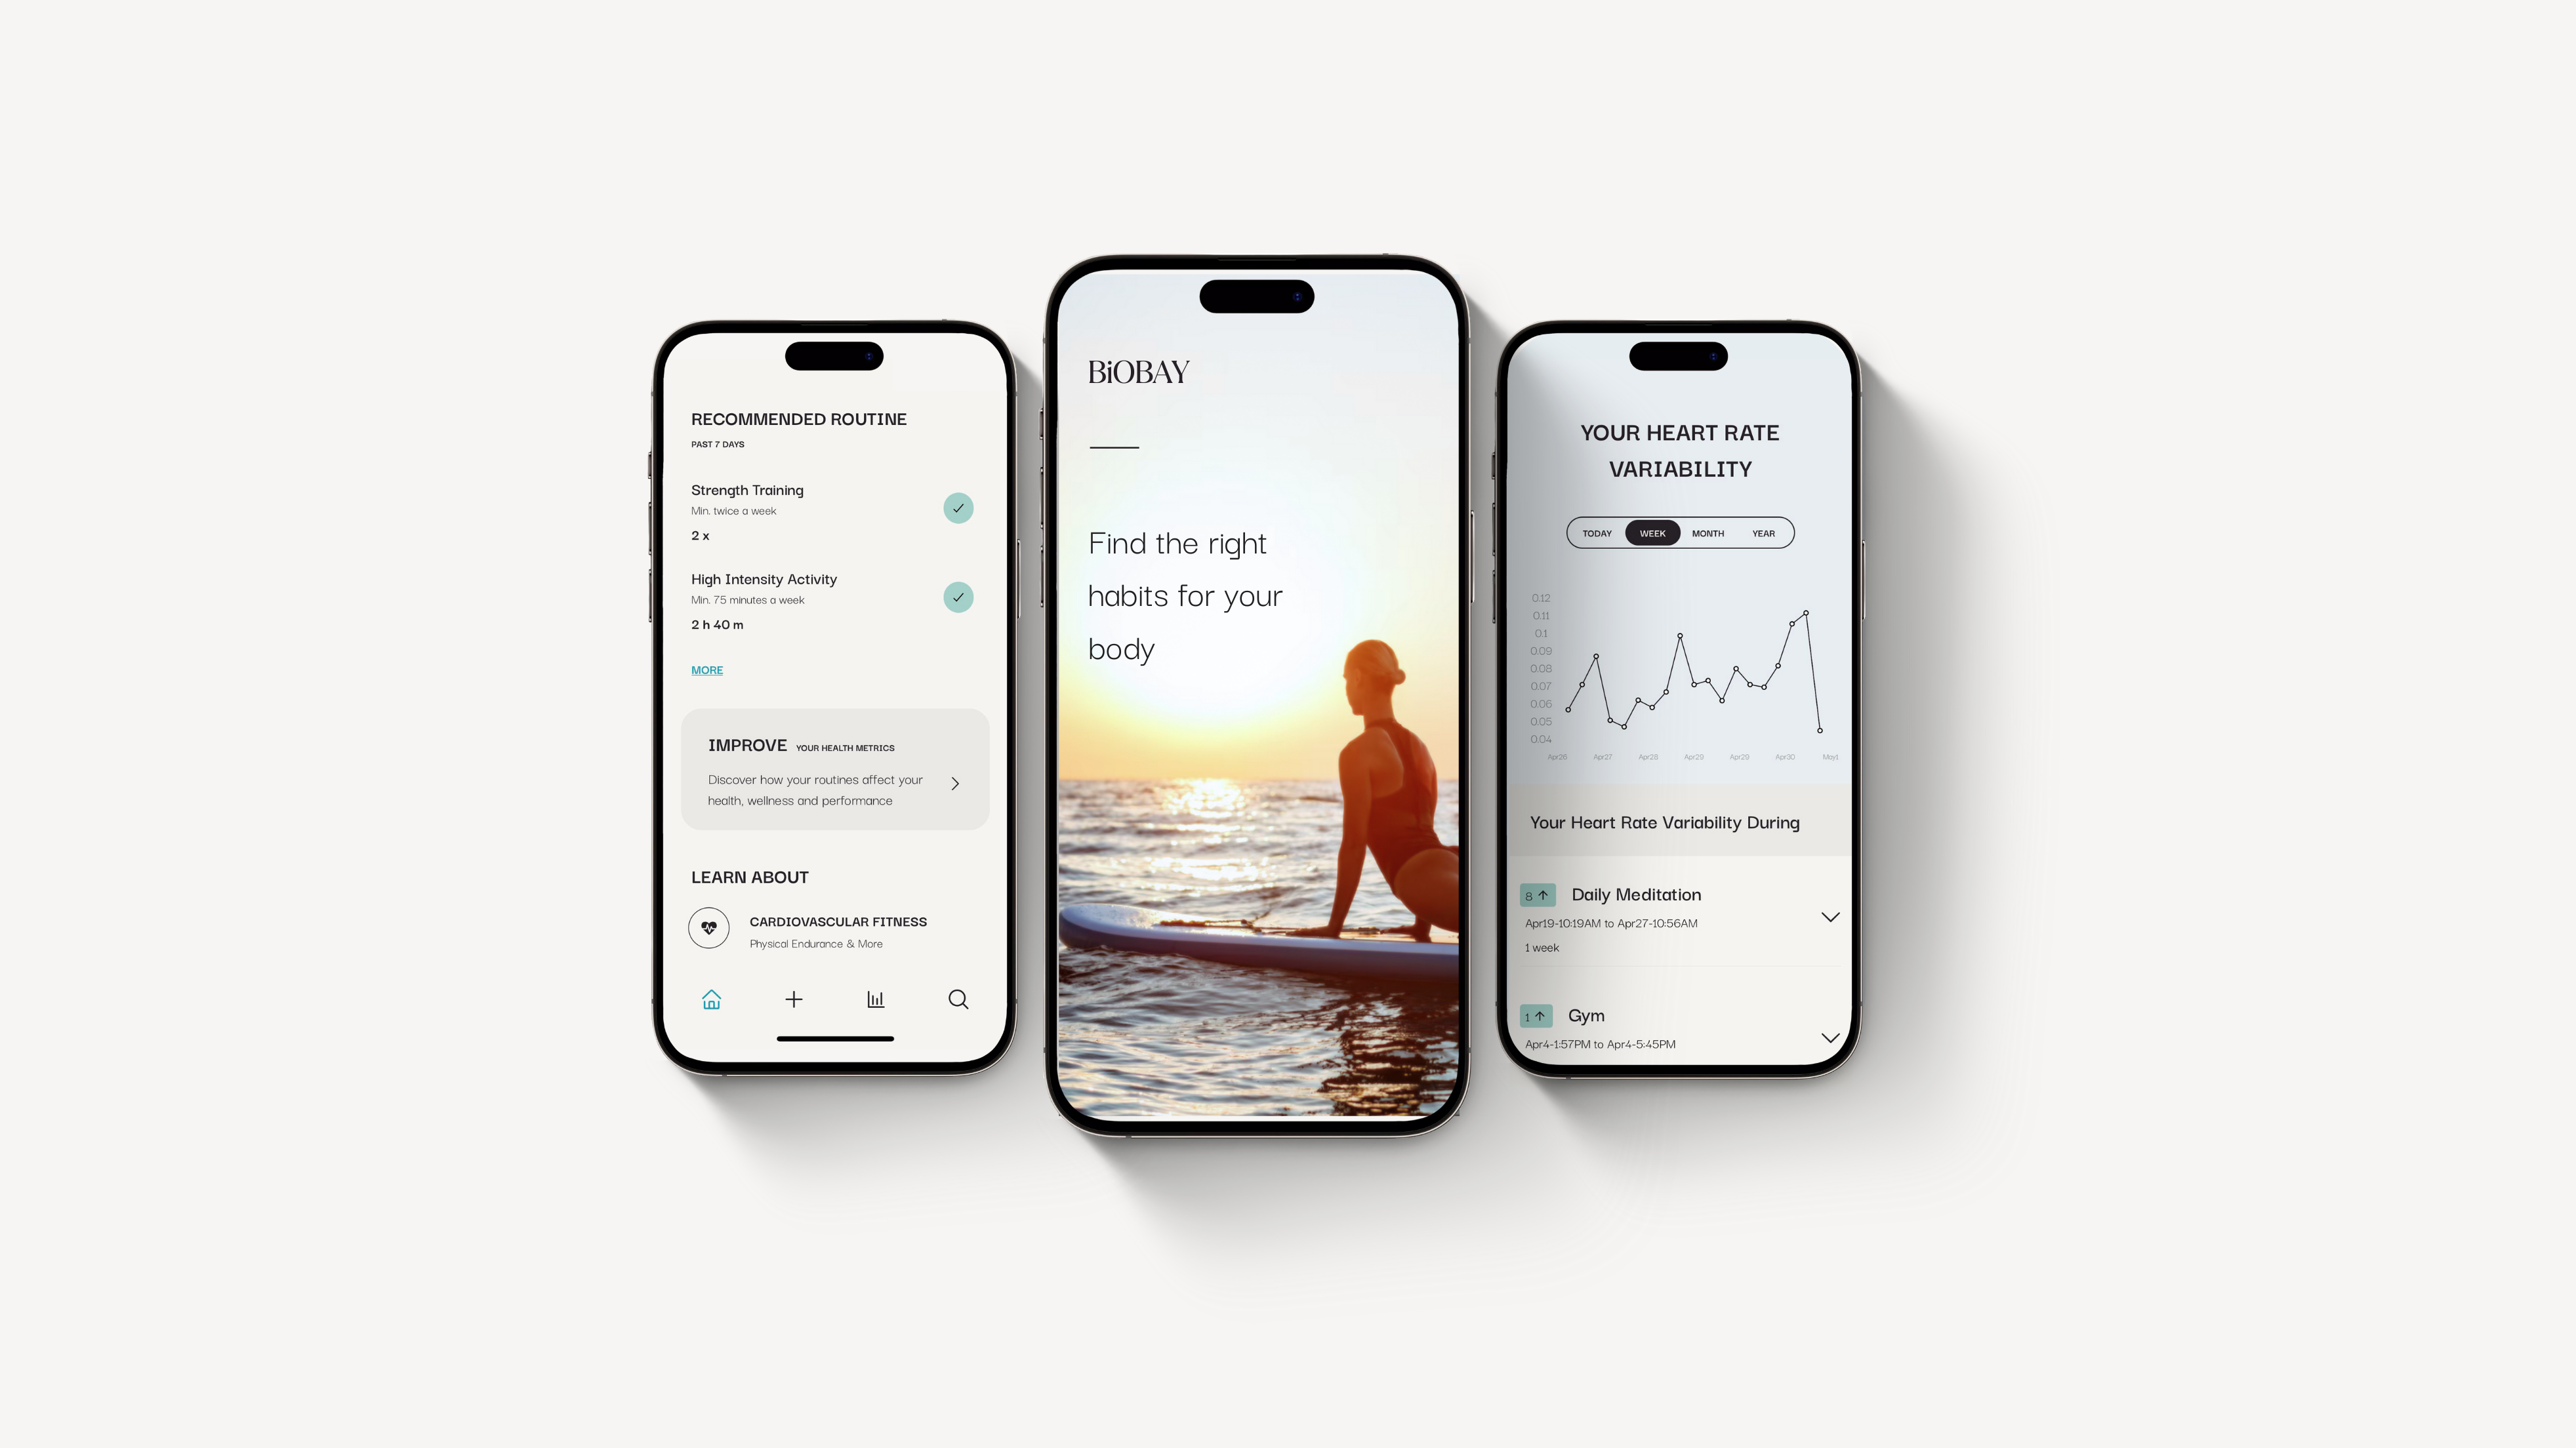 RECOMMENDED ROUTINE
PAST 7 DAYS
Strength Training
Min. twice a week
2 x
High Intensity Activity
Min. 75 minutes a week
2 h 40 m
MORE
IMPROVE YOUR HEALTH METRICS
Discover how your routines affect your
health, wellness and performance
LEARN ABOUT
CARDIOVASCULAR FITNESS
Physical Endurance & More
BiOBAY
Find the right
habits for your
body
YOUR HEART RATE
VARIABILITY
TODAY WEEK MONTH YEAR
0.12
0.11
0.1
0.09
0.08
0.07
0.06
0.05
0.04
Apr26 Apr27 Apr28 Apr29 Apr29 Apr30 May1
Your Heart Rate Variability During
8 ↑ Daily Meditation
Apr19-10:19AM to Apr27-10:56AM
1 week
1 ↑ Gym
Apr4-1:57PM to Apr4-5:45PM